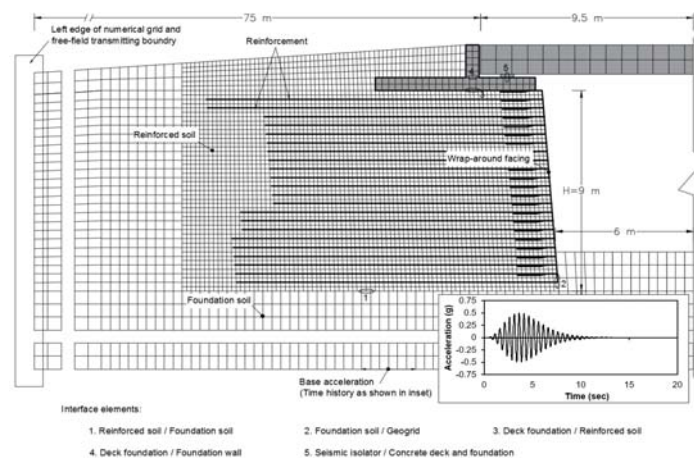 Left edge of numerical grid and
free-field transmitting boundry
75 m
9.5 m
Reinforcement
4
5
3
Reinforced soil
Wrap-around facing
H=9 m
6 m
1
2
Foundation soil
Base acceleration
(Time history as shown in inset)
Acceleration (g)
0.75
0.5
0.25
0
-0.25
-0.5
-0.75
0 5 10 15 20
Time (sec)
Interface elements:
1. Reinforced soil / Foundation soil
2. Foundation soil / Geogrid
3. Deck foundation / Reinforced soil
4. Deck foundation / Foundation wall
5. Seismic isolator / Concrete deck and foundation